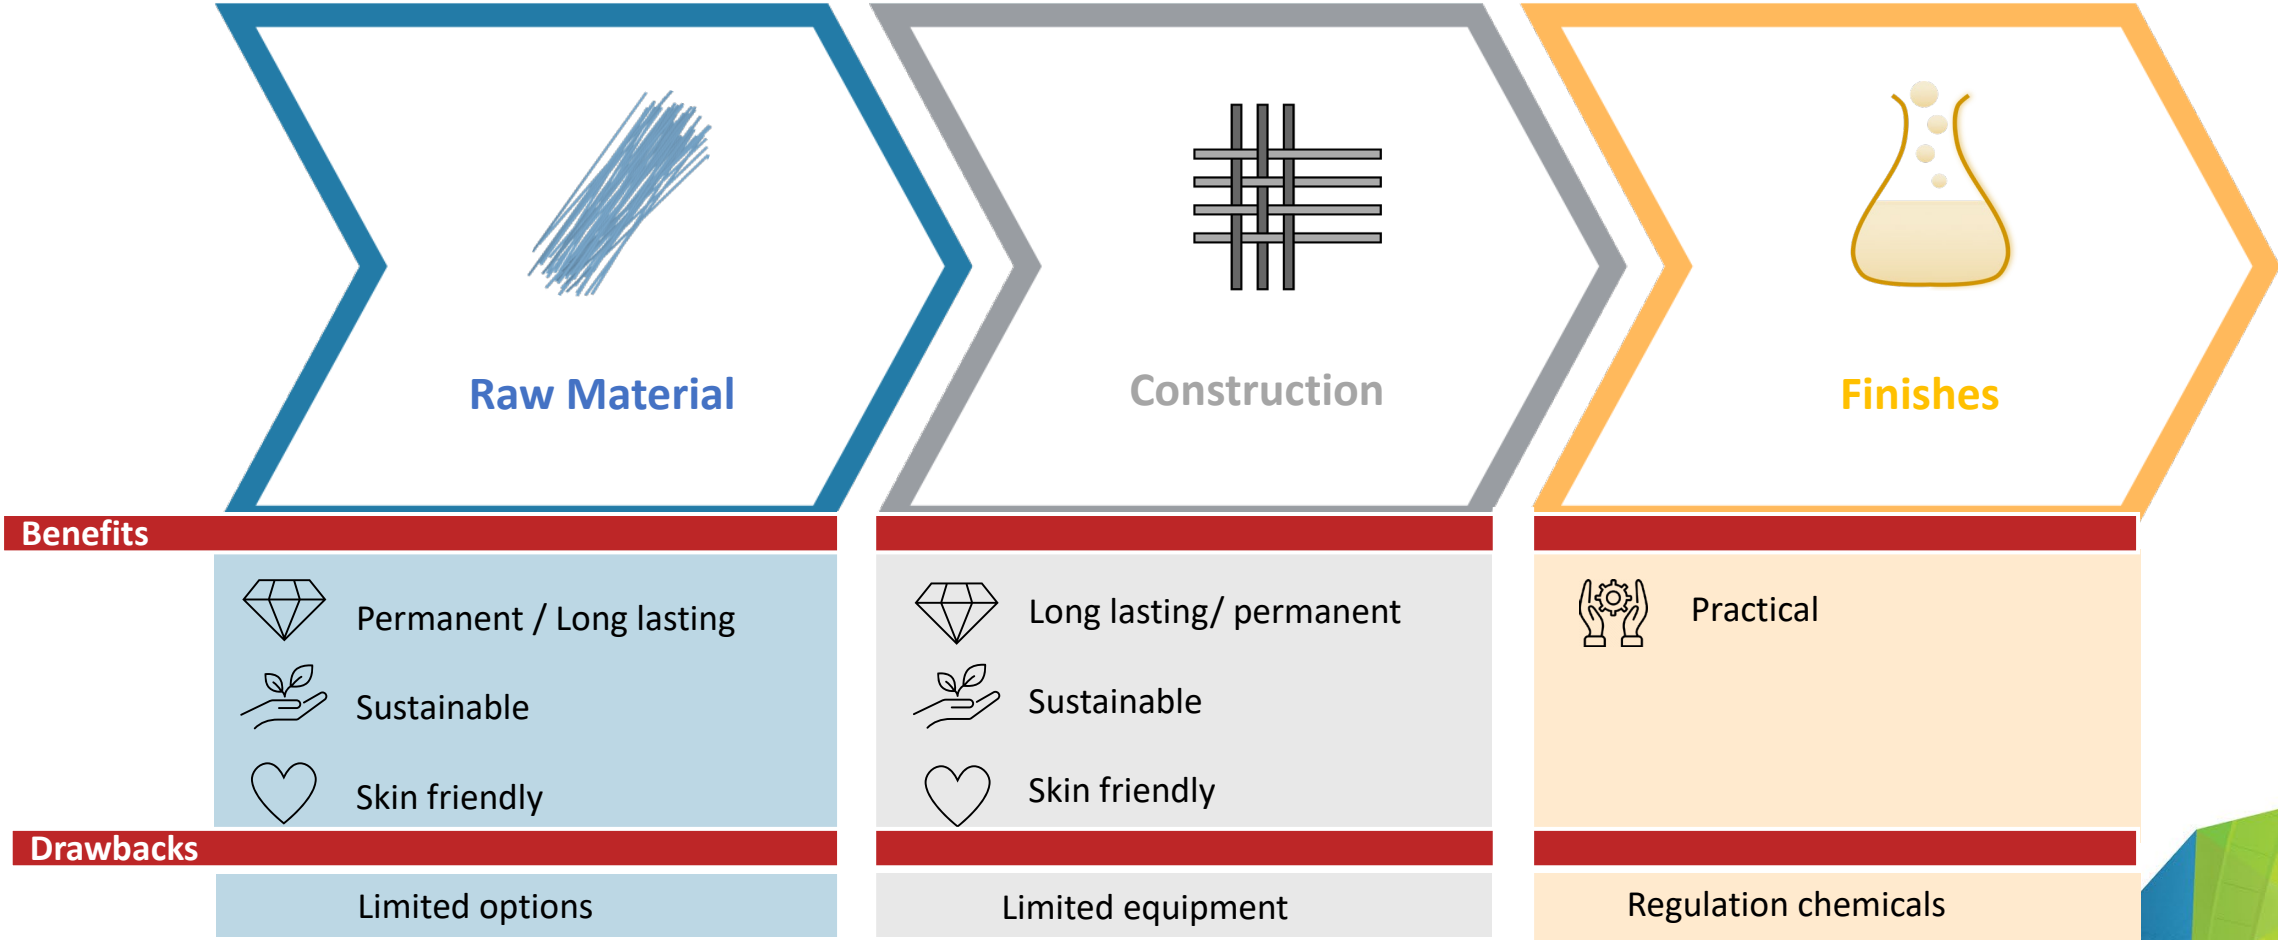 Raw Material
Construction
Finishes
Benefits
Permanent / Long lasting
Sustainable
Skin friendly
Long lasting/ permanent
Sustainable
Skin friendly
Practical
Drawbacks
Limited options
Limited equipment
Regulation chemicals